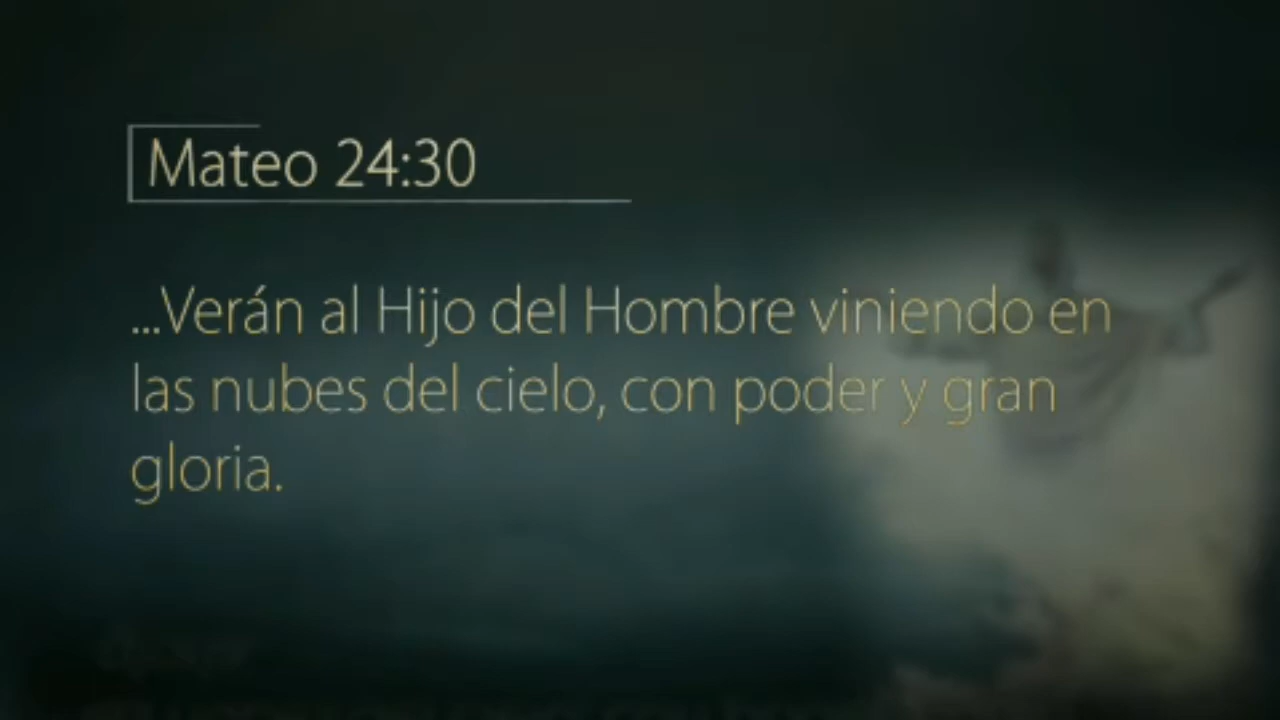 Mateo 24:30
...Verán al Hijo del Hombre viniendo en
las nubes del cielo, con poder y gran
gloria.